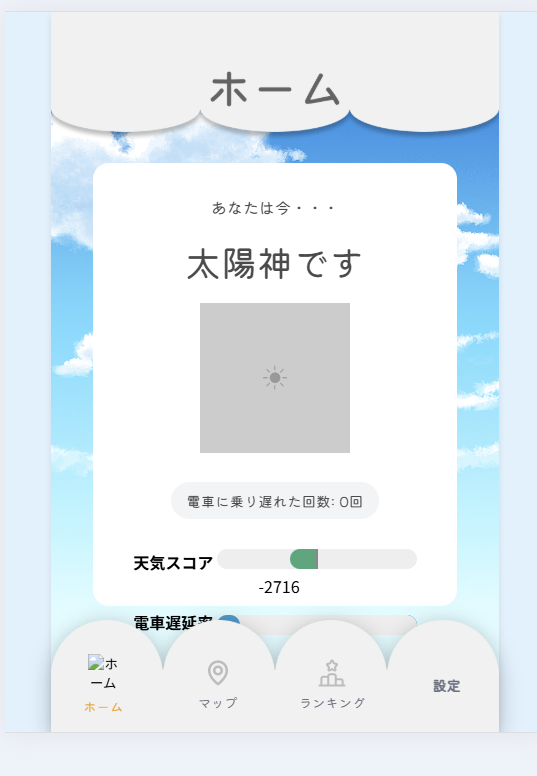 ホーム
あなたは今・・・
太陽神です
電車に乗り遅れた回数: 0回
天気スコア
-2716
電車遅延率
ホ
ーム
ホーム
マップ
ランキング
設定